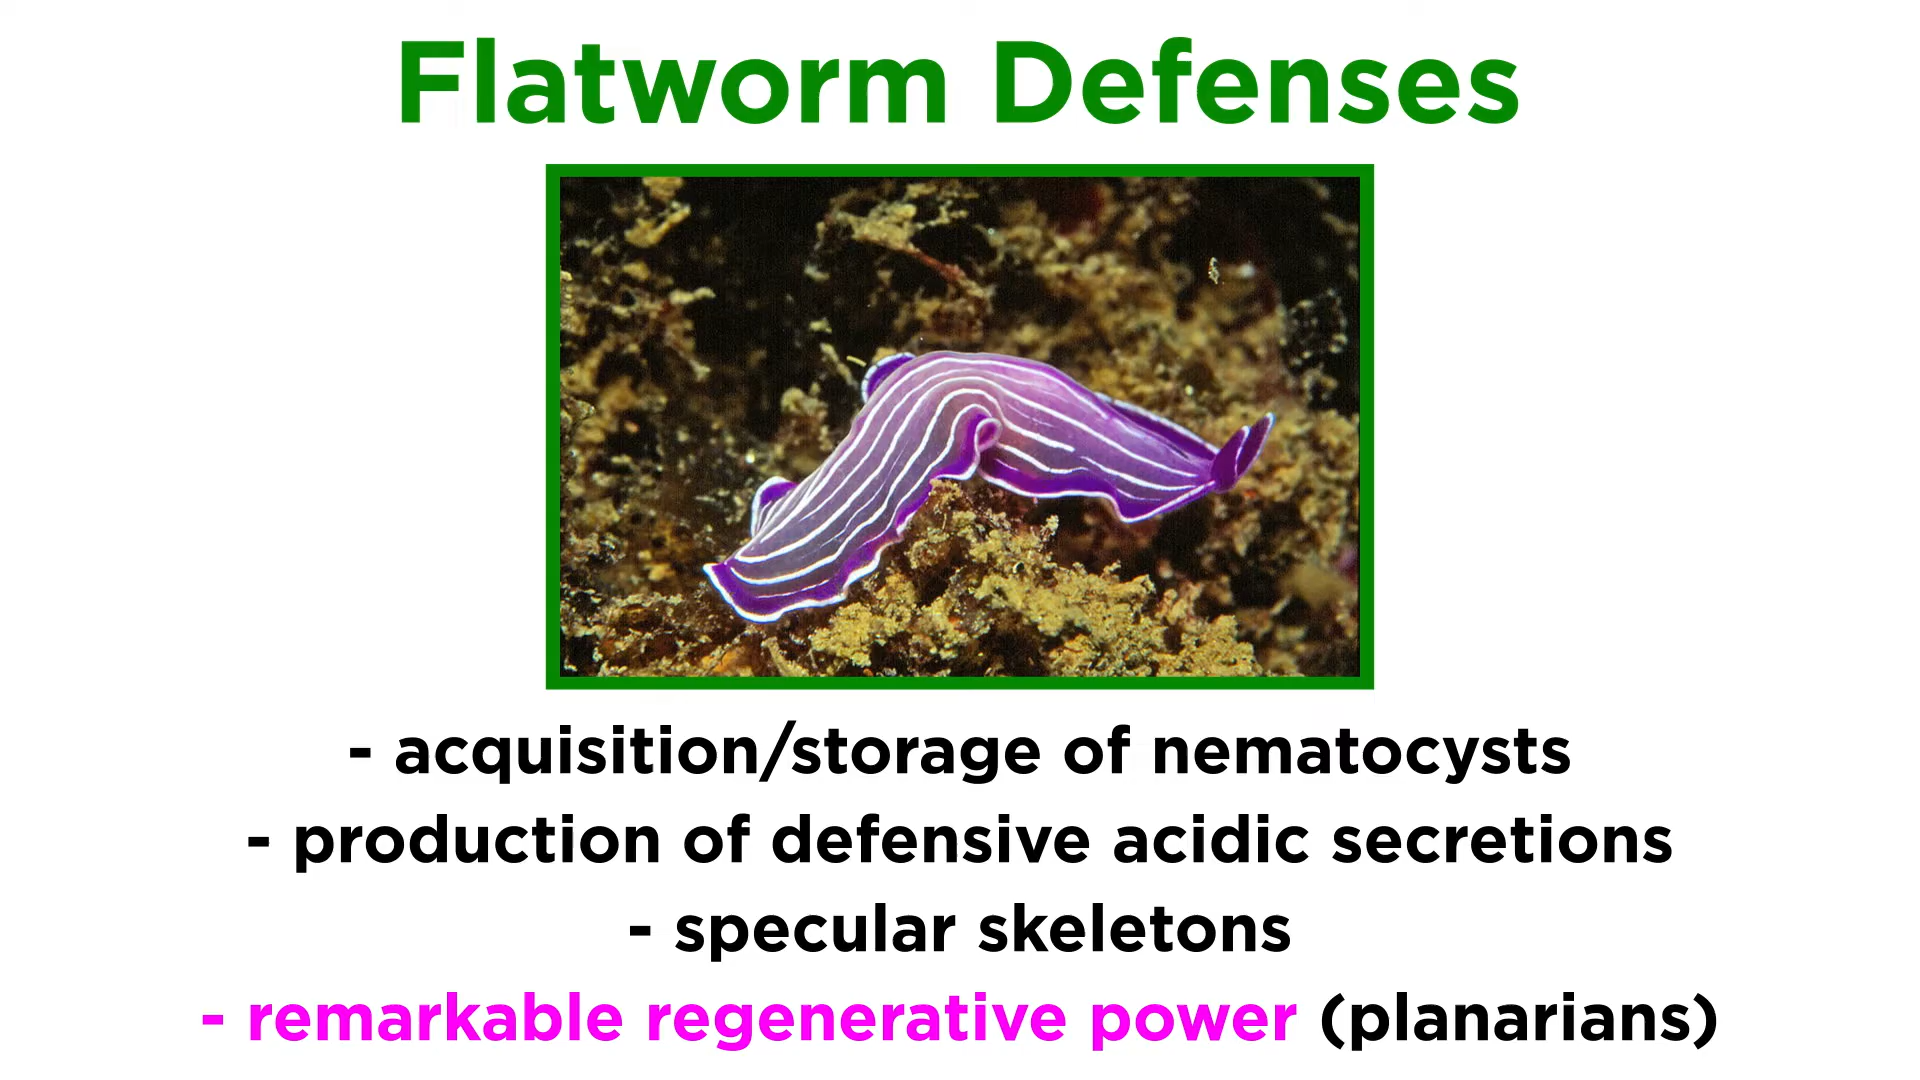 Flatworm Defenses
- acquisition/storage of nematocysts
- production of defensive acidic secretions
- specular skeletons
- remarkable regenerative power (planarians)